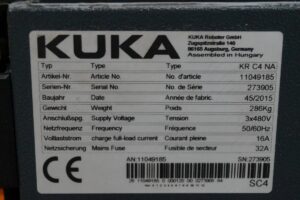 KUKA
KUKA Roboter GmbH
Zugspitzstraße 140
86165 Augsburg, Germany
Assembled in Hungary
Typ Type Type KR C4 NA
Artikel-Nr. Article No. No. d'article 11049185
Serien-Nr. Serial No. No. de Série 273905
Baujahr Date Année de fabric. 45/2015
Gewicht Weight Poids 286Kg
Anschlußspg. Supply Voltage Tension 3x480V
Netzfrequenz Frequency Fréquence 50/60Hz
Volllaststrom charge full-load current Courant pleine 16A
Netzsicherung Mains Fuse Fusible de secteur 32A
AN:11049185 SN:273905
CE
SC4